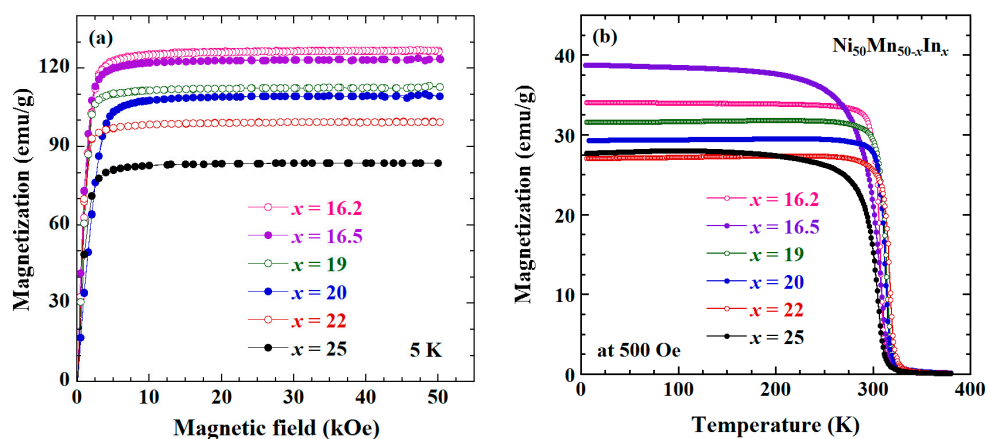 (a)
Magnetization (emu/g)
120
90
60
30
0
x = 16.2
x = 16.5
x = 19
x = 20
x = 22
x = 25
5 K
0 10 20 30 40 50
Magnetic field (kOe)
(b)
Ni50Mn50-xInx
Magnetization (emu/g)
40
30
20
10
0
x = 16.2
x = 16.5
x = 19
x = 20
x = 22
x = 25
at 500 Oe
0 100 200 300 400
Temperature (K)